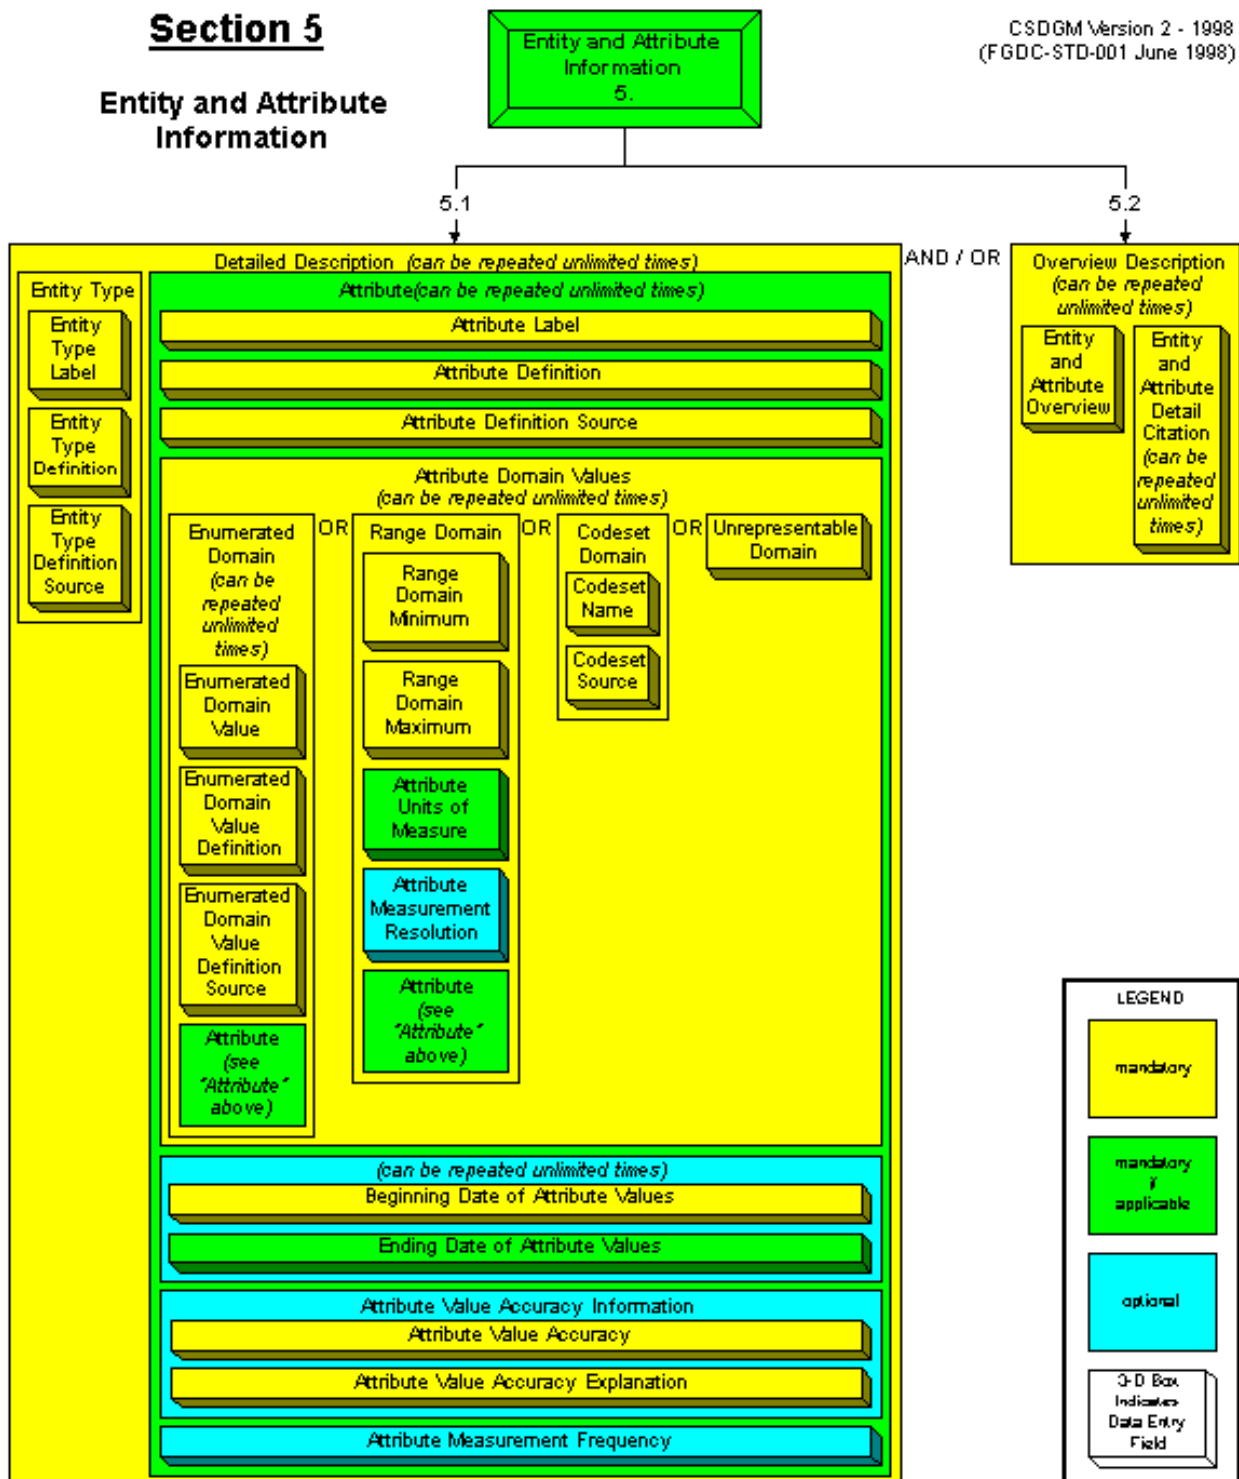 Section 5
Entity and Attribute
Information
Entity and Attribute
Information
5.
CSDGM Version 2 - 1998
(FGDC-STD-001 June 1998)
5.1
5.2
Detailed Description (can be repeated unlimited times)
AND / OR
Entity Type
Entity
Type
Label
Entity
Type
Definition
Entity
Type
Definition
Source
Attribute(can be repeated unlimited times)
Attribute Label
Attribute Definition
Attribute Definition Source
Attribute Domain Values
(can be repeated unlimited times)
Enumerated
Domain
(can be
repeated
unlimited
times)
Enumerated
Domain
Value
Enumerated
Domain
Value
Definition
Enumerated
Domain
Value
Definition
Source
Attribute
(see
"Attribute"
above)
OR
Range Domain
Range
Domain
Minimum
Range
Domain
Maximum
Attribute
Units of
Measure
Attribute
Measurement
Resolution
Attribute
(see
"Attribute"
above)
OR
Codeset
Domain
Codeset
Name
Codeset
Source
OR
Unrepresentable
Domain
(can be repeated unlimited times)
Beginning Date of Attribute Values
Ending Date of Attribute Values
Attribute Value Accuracy Information
Attribute Value Accuracy
Attribute Value Accuracy Explanation
Attribute Measurement Frequency
Overview Description
(can be repeated
unlimited times)
Entity
and
Attribute
Overview
Entity
and
Attribute
Detail
Citation
(can be
repeated
unlimited
times)
LEGEND
mandatory
mandatory
if
applicable
optional
3-D Box
Indicates
Data Entry
Field